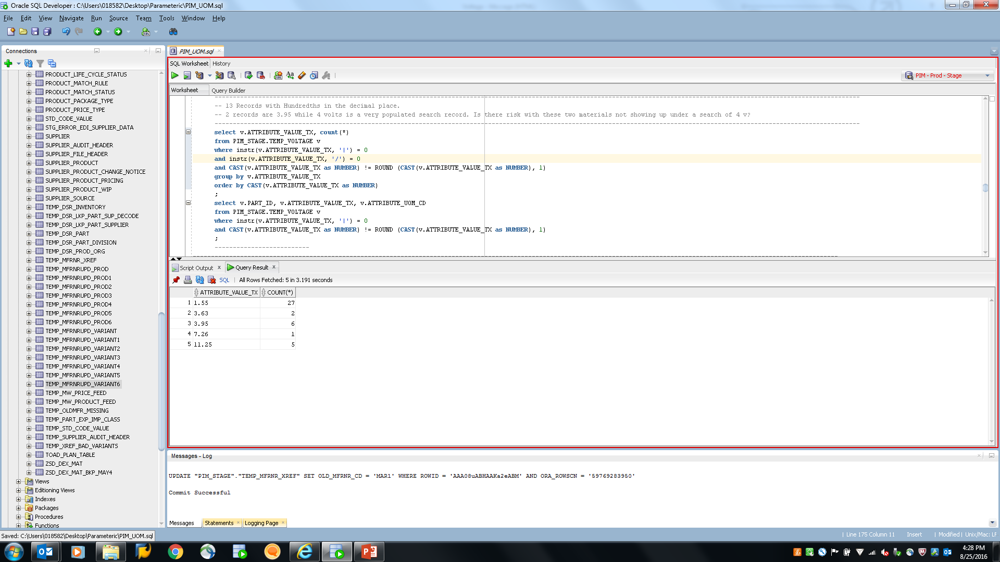 Oracle SQL Developer : C:\Users\018582\Desktop\Parameteric\PIM_UOM.sql
File Edit View Navigate Run Source Team Tools Window Help
Connections
PRODUCT_LIFE_CYCLE_STATUS
PRODUCT_MATCH_RULE
PRODUCT_MATCH_STATUS
PRODUCT_PACKAGE_TYPE
PRODUCT_PRICE_TYPE
STD_CODE_VALUE
STG_ERROR_EDI_SUPPLIER_DATA
SUPPLIER
SUPPLIER_AUDIT_HEADER
SUPPLIER_FILE_HEADER
SUPPLIER_PRODUCT
SUPPLIER_PRODUCT_CHANGE_NOTICE
SUPPLIER_PRODUCT_PRICING
SUPPLIER_PRODUCT_WIP
SUPPLIER_SOURCE
TEMP_DSR_INVENTORY
TEMP_DSR_LKP_PART_SUP_DECODE
TEMP_DSR_LKP_PART_SUPPLIER
TEMP_DSR_PART
TEMP_DSR_PART_DIVISION
TEMP_DSR_PROD_ORG
TEMP_MFRNR_XREF
TEMP_MFRNRUPD_PROD
TEMP_MFRNRUPD_PROD1
TEMP_MFRNRUPD_PROD2
TEMP_MFRNRUPD_PROD3
TEMP_MFRNRUPD_PROD4
TEMP_MFRNRUPD_PROD5
TEMP_MFRNRUPD_PROD6
TEMP_MFRNRUPD_VARIANT
TEMP_MFRNRUPD_VARIANT1
TEMP_MFRNRUPD_VARIANT2
TEMP_MFRNRUPD_VARIANT3
TEMP_MFRNRUPD_VARIANT4
TEMP_MFRNRUPD_VARIANT5
TEMP_MFRNRUPD_VARIANT6
TEMP_MW_PRICE_FEED
TEMP_MW_PRODUCT_FEED
TEMP_OLDMFR_MISSING
TEMP_PART_EXP_IMP_CLASS
TEMP_STD_CODE_VALUE
TEMP_SUPPLIER_AUDIT_HEADER
TEMP_XREF_BAD_VARIANTS
TOAD_PLAN_TABLE
ZSD_DEX_MAT
ZSD_DEX_MAT_BKP_MAY4
Views
Editioning Views
Indexes
Packages
Procedures
Functions
PIM_UOM.sql
SQL Worksheet History
PIM - Prod - Stage
Worksheet Query Builder
-- 13 Records with Hundredths in the decimal place.
-- 2 records are 3.95 while 4 volts is a very populated search record. Is there risk with these two materials not showing up under a search of 4 v?
select v.ATTRIBUTE_VALUE_TX, count(*)
from PIM_STAGE.TEMP_VOLTAGE v
where instr(v.ATTRIBUTE_VALUE_TX, '|') = 0
and instr(v.ATTRIBUTE_VALUE_TX, '/') = 0
and CAST(v.ATTRIBUTE_VALUE_TX as NUMBER) != ROUND (CAST(v.ATTRIBUTE_VALUE_TX as NUMBER), 1)
group by v.ATTRIBUTE_VALUE_TX
order by CAST(v.ATTRIBUTE_VALUE_TX as NUMBER)
;
select v.PART_ID, v.ATTRIBUTE_VALUE_TX, v.ATTRIBUTE_UOM_CD
from PIM_STAGE.TEMP_VOLTAGE v
where instr(v.ATTRIBUTE_VALUE_TX, '|') = 0
and CAST(v.ATTRIBUTE_VALUE_TX as NUMBER) != ROUND (CAST(v.ATTRIBUTE_VALUE_TX as NUMBER), 1)
;
--------------------------
Script Output x Query Result x
SQL | All Rows Fetched: 5 in 3.191 seconds
ATTRIBUTE_VALUE_TX COUNT(*)
1 1.55 27
2 3.63 2
3 3.95 6
4 7.26 1
5 11.25 5
Messages - Log
UPDATE "PIM_STAGE"."TEMP_MFRNR_XREF" SET OLD_MFRNR_CD = 'MAR1' WHERE ROWID = 'AAA08uABHAAKa2eABM' AND ORA_ROWSCN = '59769283950'
Commit Successful
Messages Statements Logging Page
Saved: C:\Users\018582\Desktop\Parameteric\PIM_UOM.sql
Line 175 Column 11 Insert Modified Unix/Mac: LF
4:28 PM
8/25/2016